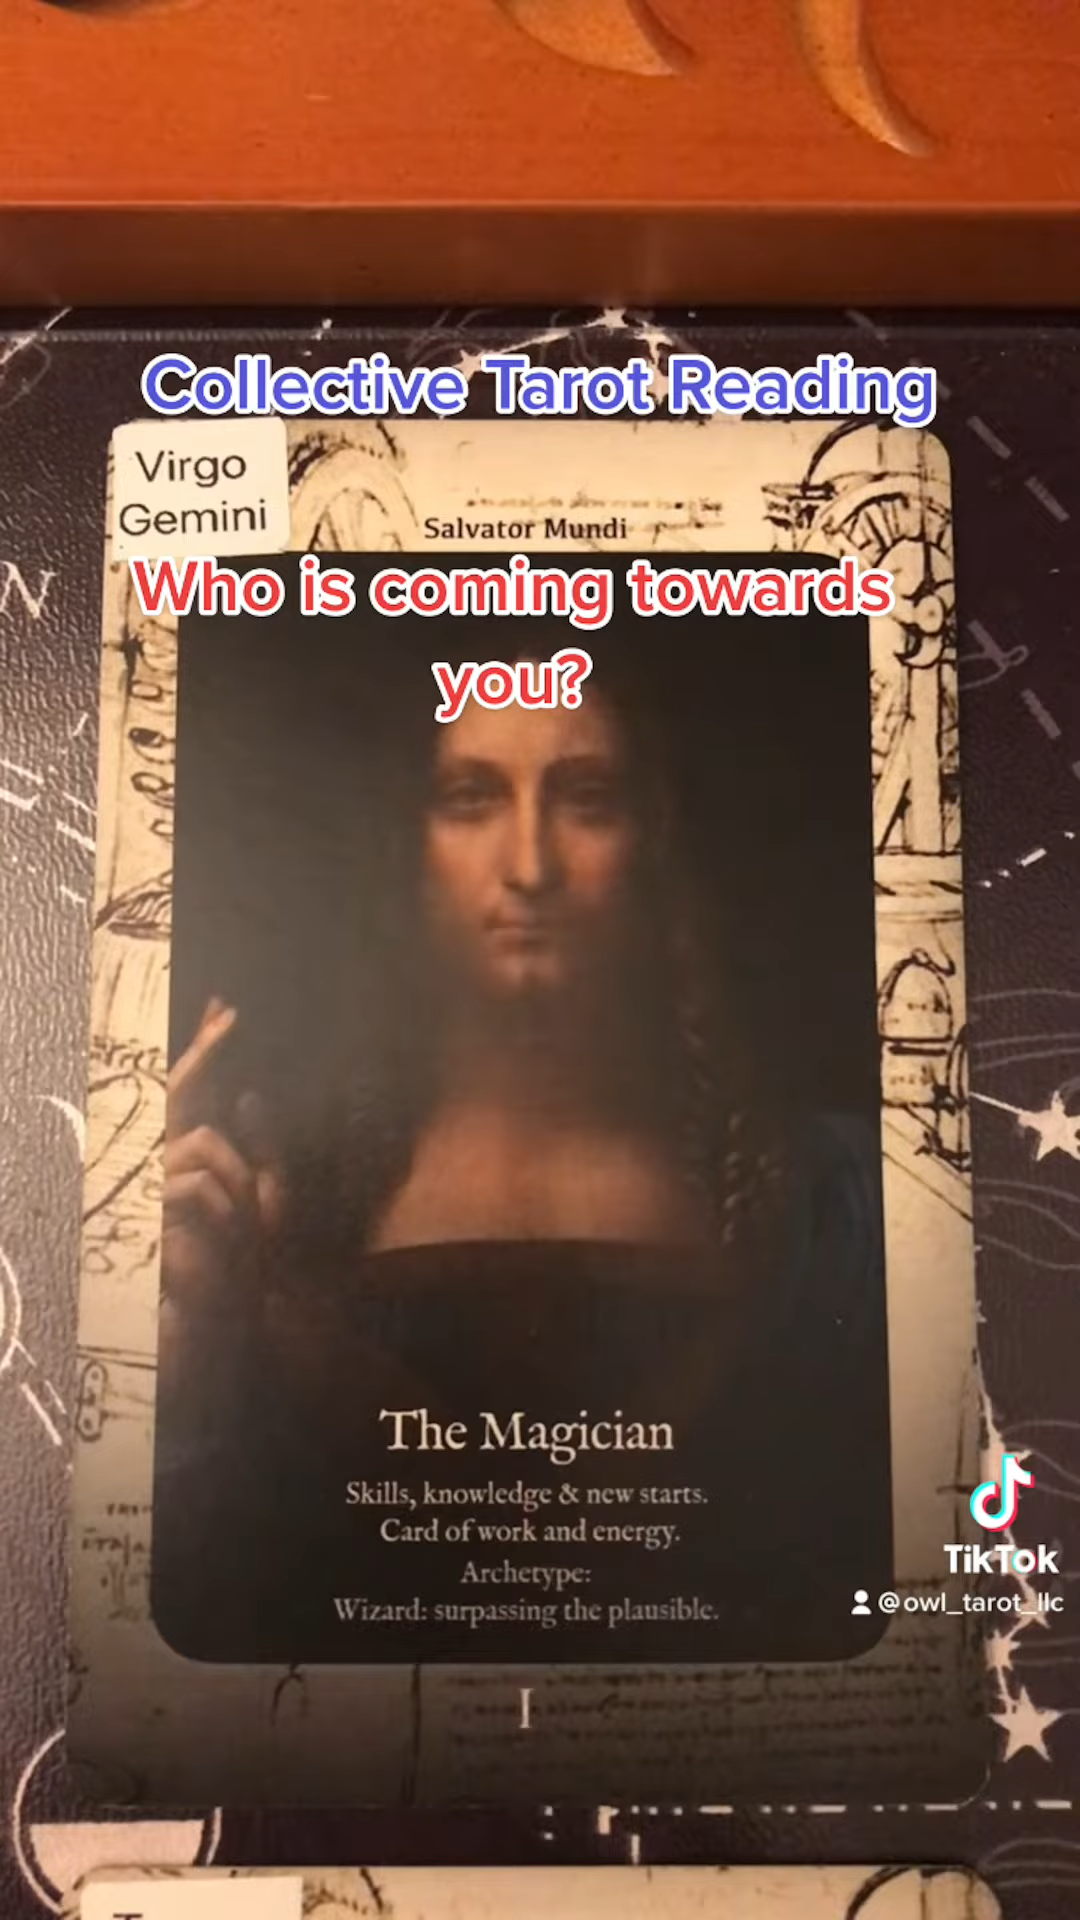 Collective Tarot Reading
Virgo
Gemini
Salvator Mundi
Who is coming towards
you?
The Magician
Skills, knowledge & new starts.
Card of work and energy.
Archetype:
Wizard: surpassing the plausible.
I
TikTok
@owl_tarot_llc
N